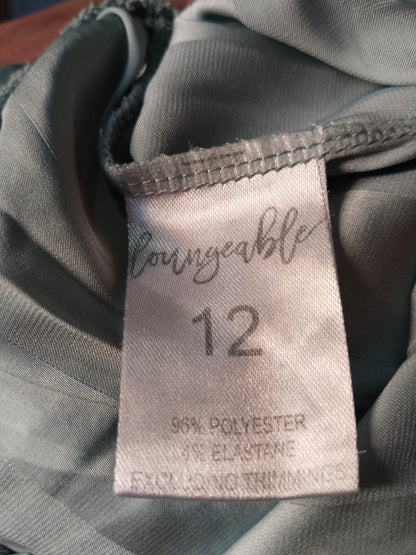 loungeable
12
96% POLYESTER
4% ELASTANE
EXCLUDING TRIMMINGS